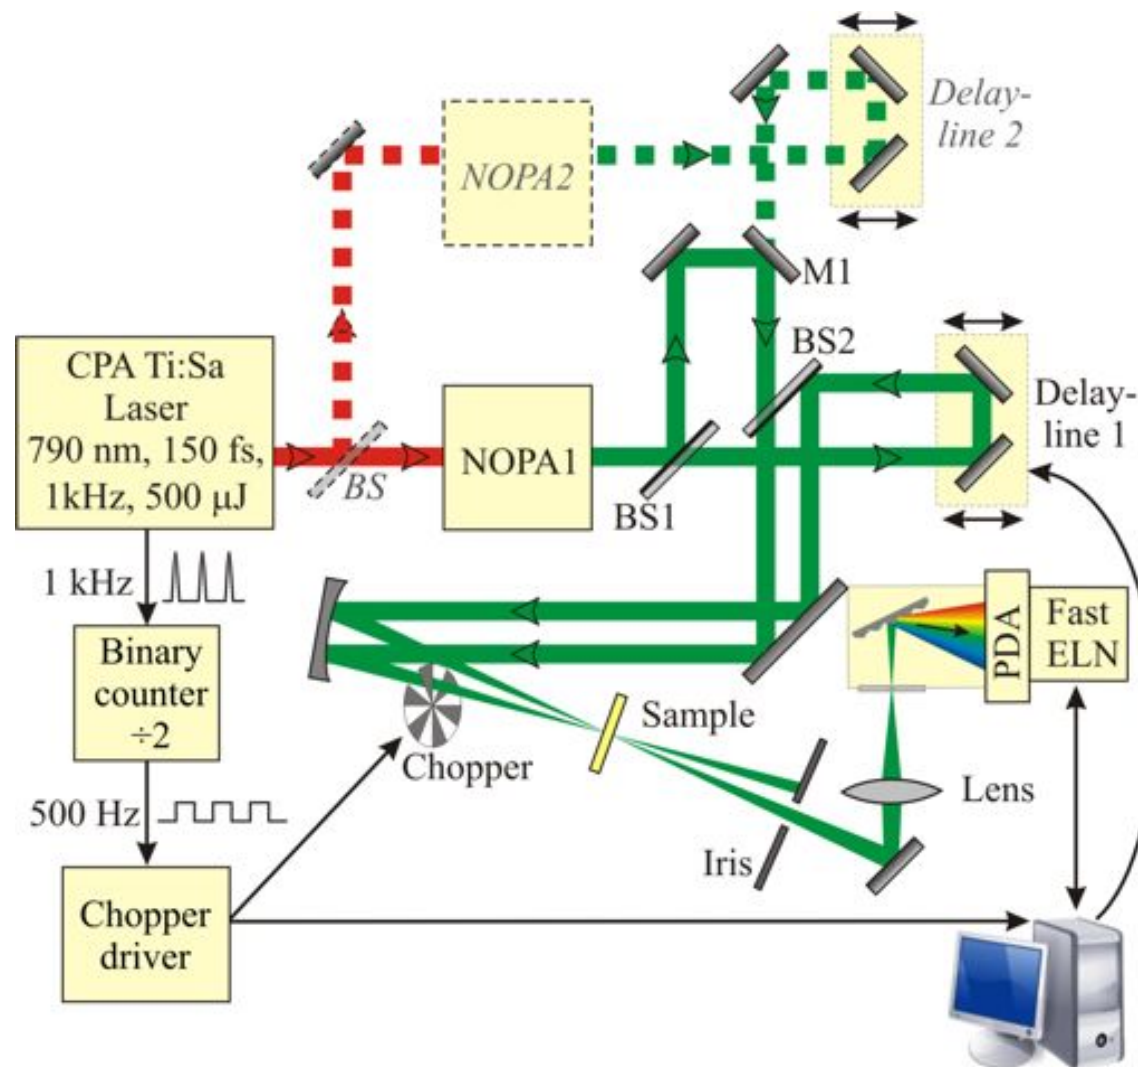 Delay-
line 2
NOPA2
M1
BS2
CPA Ti:Sa
Laser
790 nm, 150 fs,
1kHz, 500 μJ
BS
NOPA1
BS1
Delay-
line 1
1 kHz
Binary
counter
÷2
500 Hz
Chopper
driver
Chopper
Sample
Iris
Lens
PDA
Fast
ELN